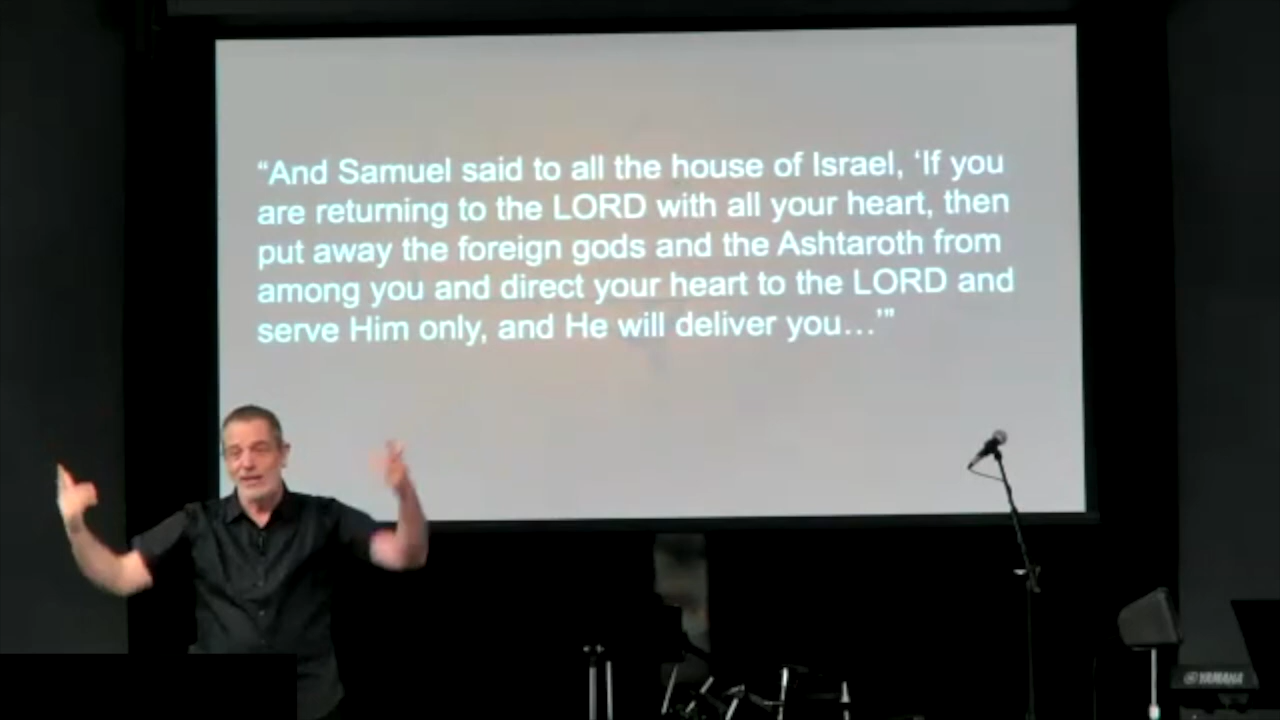 “And Samuel said to all the house of Israel, ‘If you
are returning to the LORD with all your heart, then
put away the foreign gods and the Ashtaroth from
among you and direct your heart to the LORD and
serve Him only, and He will deliver you…’”
YAMAHA